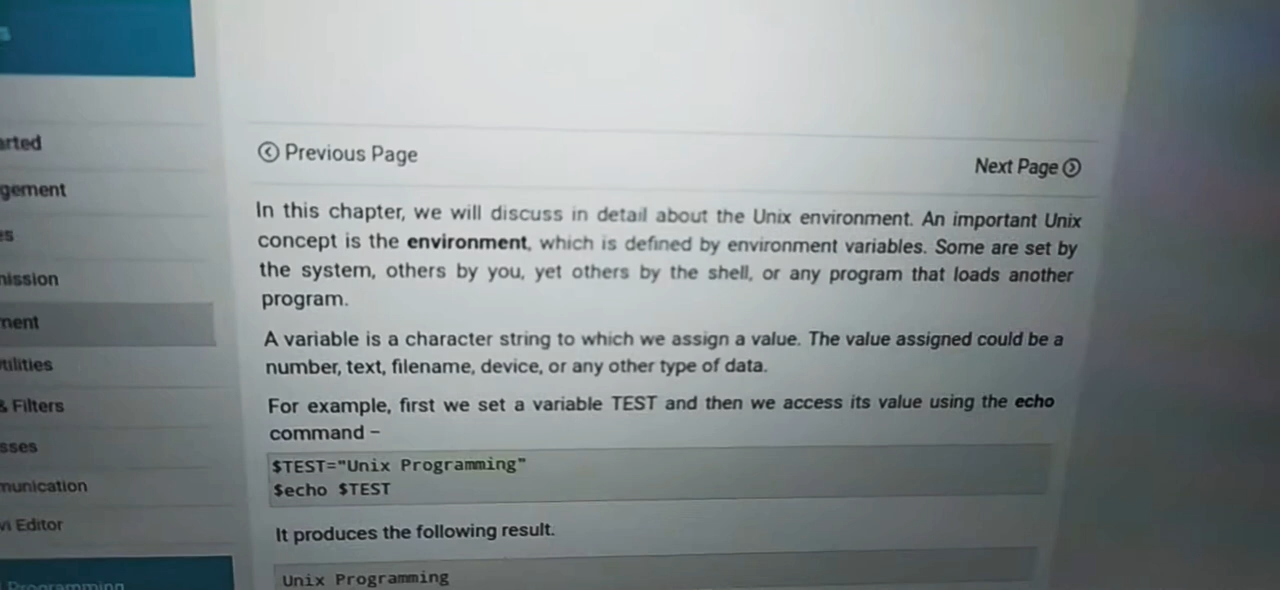 Previous Page
Next Page
In this chapter, we will discuss in detail about the Unix environment. An important Unix
concept is the environment, which is defined by environment variables. Some are set by
the system, others by you, yet others by the shell, or any program that loads another
program.
A variable is a character string to which we assign a value. The value assigned could be a
number, text, filename, device, or any other type of data.
For example, first we set a variable TEST and then we access its value using the echo
command –
$TEST="Unix Programming"
$echo $TEST
It produces the following result.
Unix Programming
arted
gement
es
nission
ment
tilities
& Filters
sses
munication
vi Editor
Programming